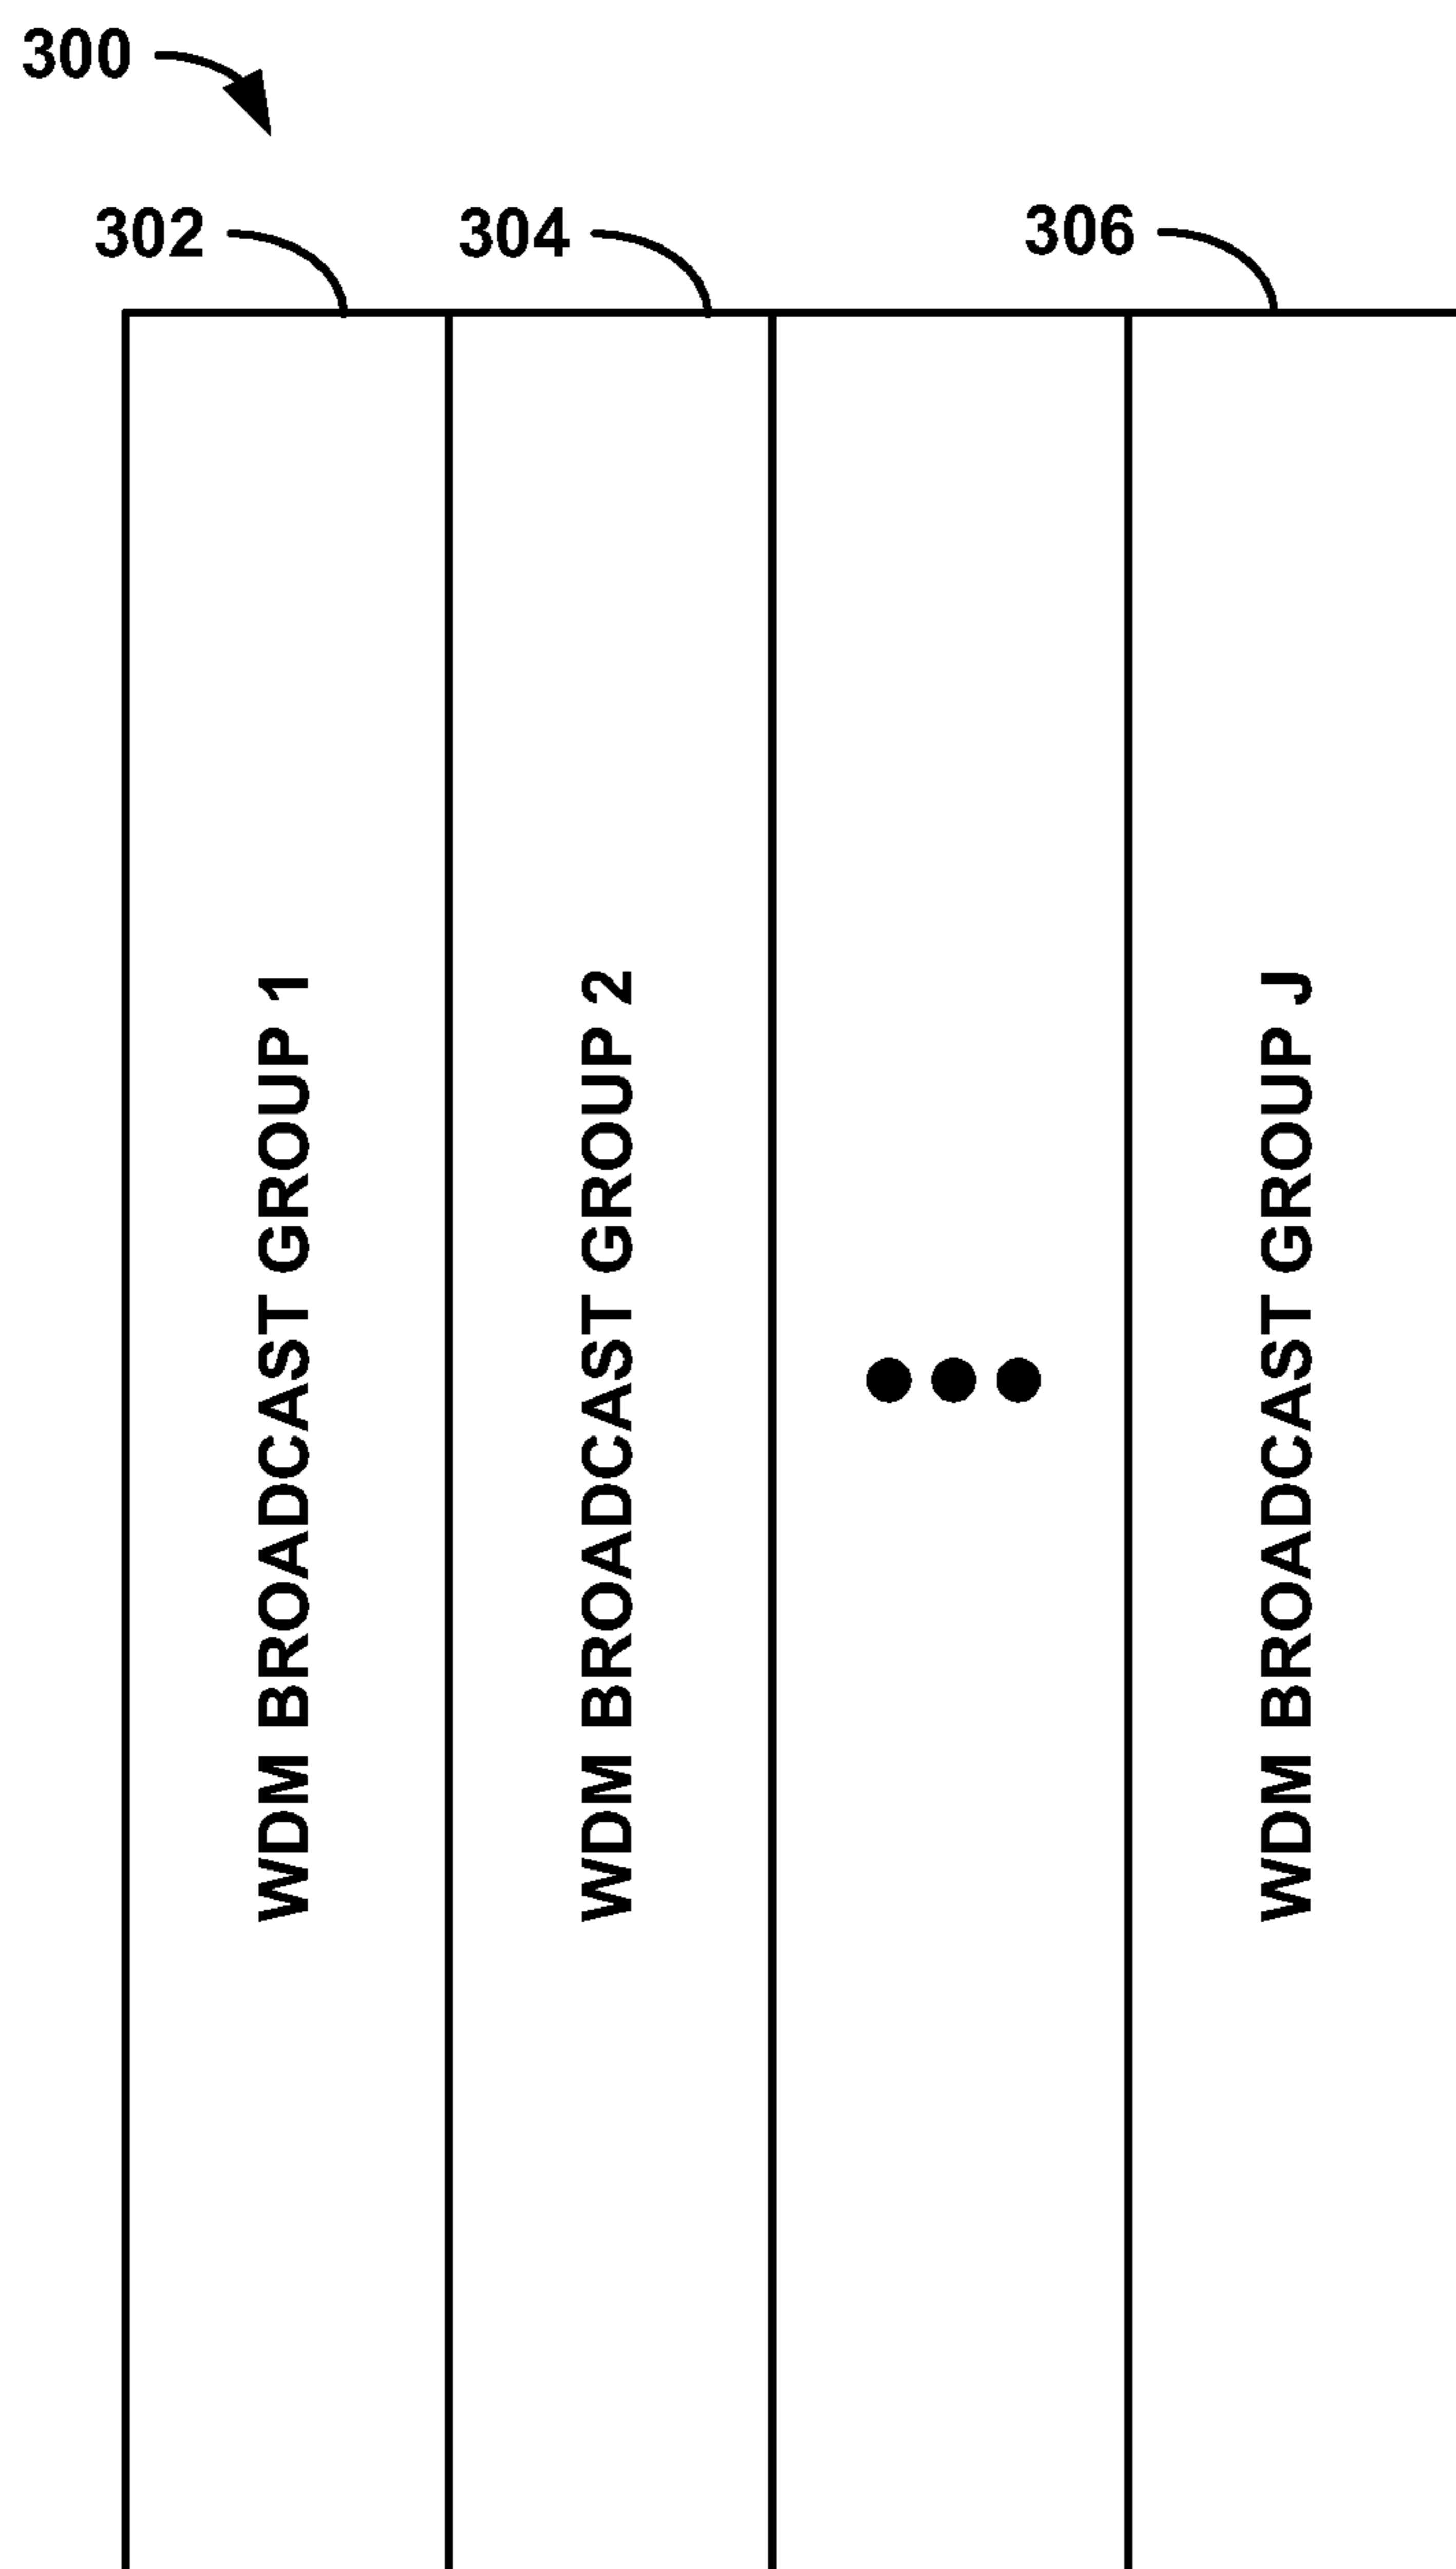 300
302
304
306
WDM BROADCAST GROUP 1
WDM BROADCAST GROUP 2
WDM BROADCAST GROUP J